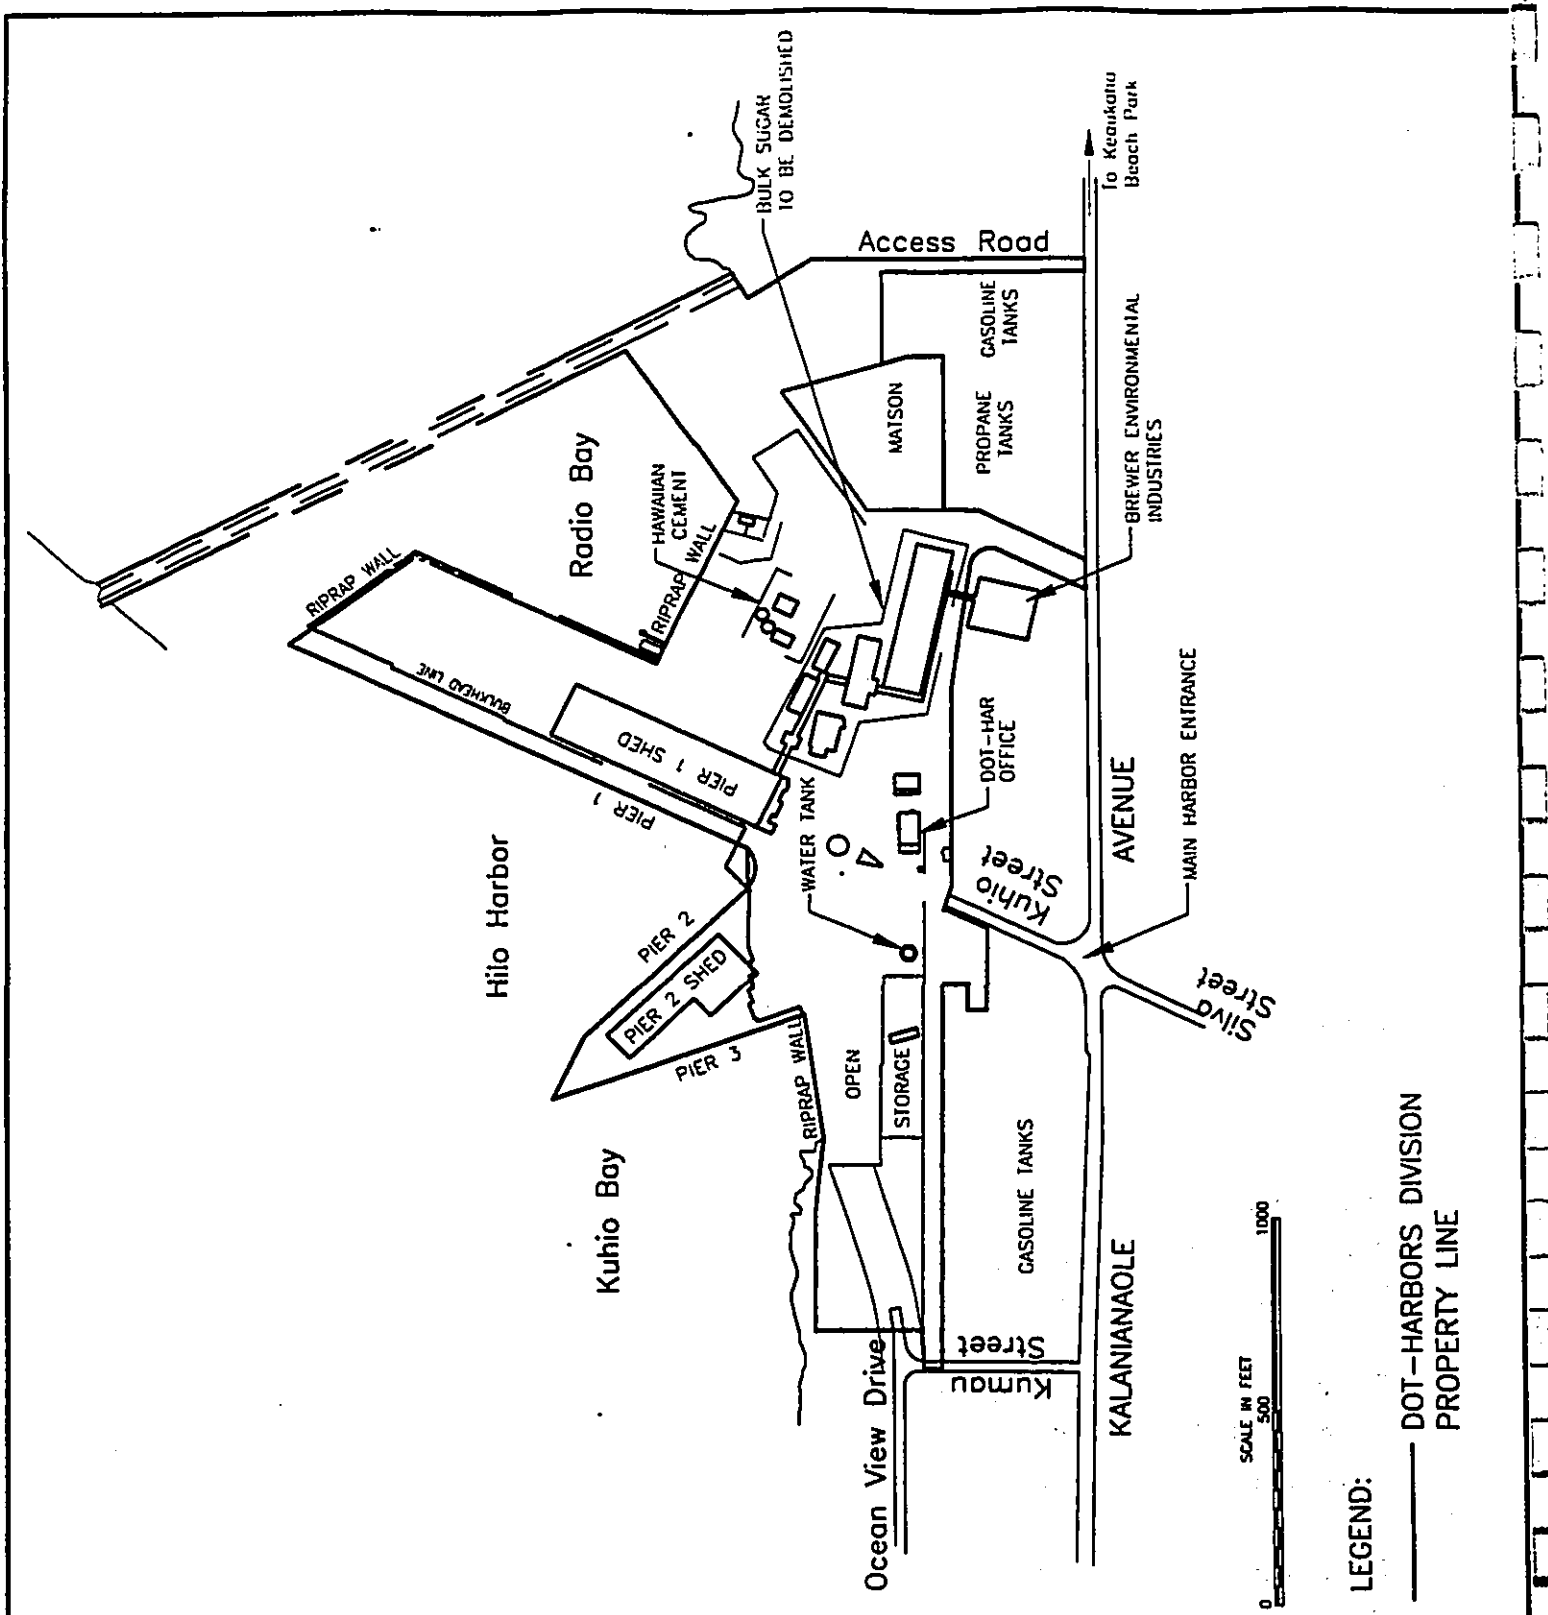 Hilo Harbor
Kuhio Bay
Radio Bay
RIPRAP WALL
BULKHEAD LINE
PIER 1
PIER 1 SHED
PIER 2
PIER 2 SHED
PIER 3
RIPRAP WALL
RIPRAP WALL
HAWAIIAN
CEMENT
BULK SUGAR
TO BE DEMOLISHED
WATER TANK
OPEN
STORAGE
MATSON
Access Road
GASOLINE
TANKS
PROPANE
TANKS
DOT-HAR
OFFICE
Ocean View Drive
Kumau
Street
GASOLINE TANKS
Kuhio
Street
KALANIANAOLE
AVENUE
To Keaukaha
Beach Park
BREWER ENVIRONMENTAL
INDUSTRIES
MAIN HARBOR ENTRANCE
Silva
Street
SCALE IN FEET
0 500 1000
LEGEND:
DOT-HARBORS DIVISION
PROPERTY LINE